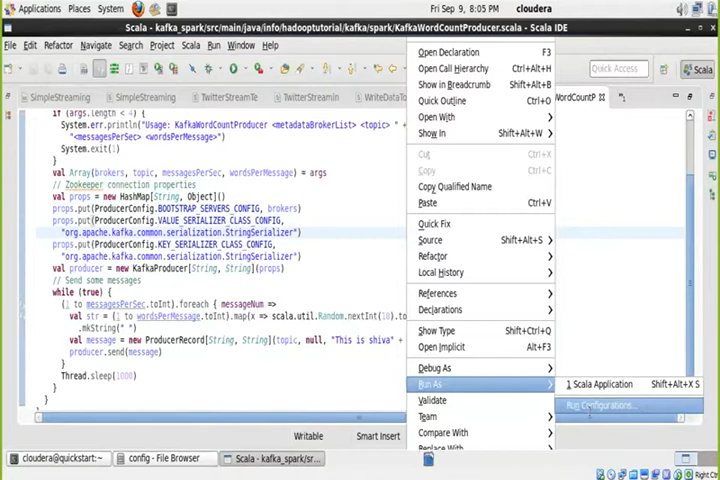 Applications Places System Fri Sep 9, 8:05 PM cloudera
Scala - kafka_spark/src/main/java/info/hadooptutorial/kafka/spark/KafkaWordCountProducer.scala - Scala IDE
File Edit Refactor Navigate Search Project Scala Run Window Help
Quick Access Scala
SimpleStreaming SimpleStreaming TwitterStreamTe TwitterStreamin WriteDataTo WordCountP
if (args.length < 4) {
System.err.println("Usage: KafkaWordCountProducer <metadataBrokerList> <topic> " +
"<messagesPerSec> <wordsPerMessage>")
System.exit(1)
}
val Array(brokers, topic, messagesPerSec, wordsPerMessage) = args
// Zookeeper connection properties
val props = new HashMap[String, Object]()
props.put(ProducerConfig.BOOTSTRAP_SERVERS_CONFIG, brokers)
props.put(ProducerConfig.VALUE_SERIALIZER_CLASS_CONFIG,
"org.apache.kafka.common.serialization.StringSerializer")
props.put(ProducerConfig.KEY_SERIALIZER_CLASS_CONFIG,
"org.apache.kafka.common.serialization.StringSerializer")
val producer = new KafkaProducer[String, String](props)
// Send some messages
while (true) {
(1 to messagesPerSec.toInt).foreach { messageNum =>
val str = (1 to wordsPerMessage.toInt).map(x => scala.util.Random.nextInt(10).to
.mkString(" ")
val message = new ProducerRecord[String, String](topic, null, "This is shiva"
producer.send(message)
}
Thread.sleep(1000)
}
}
Open Declaration F3
Open Call Hierarchy Ctrl+Alt+H
Show in Breadcrumb Shift+Alt+B
Quick Outline Ctrl+O
Open With
Show In Shift+Alt+W
Cut Ctrl+X
Copy Ctrl+C
Copy Qualified Name
Paste Ctrl+V
Quick Fix
Source Shift+Alt+S
Refactor
Local History
References
Declarations
Show Type Shift+Ctrl+Q
Open Implicit Alt+F3
Debug As
Run As
Validate
Team
Compare With
Replace With
1 Scala Application Shift+Alt+X S
Run Configurations...
Writable Smart Insert
cloudera@quickstart:~ config - File Browser Scala - kafka_spark/sr...
Right Ctrl